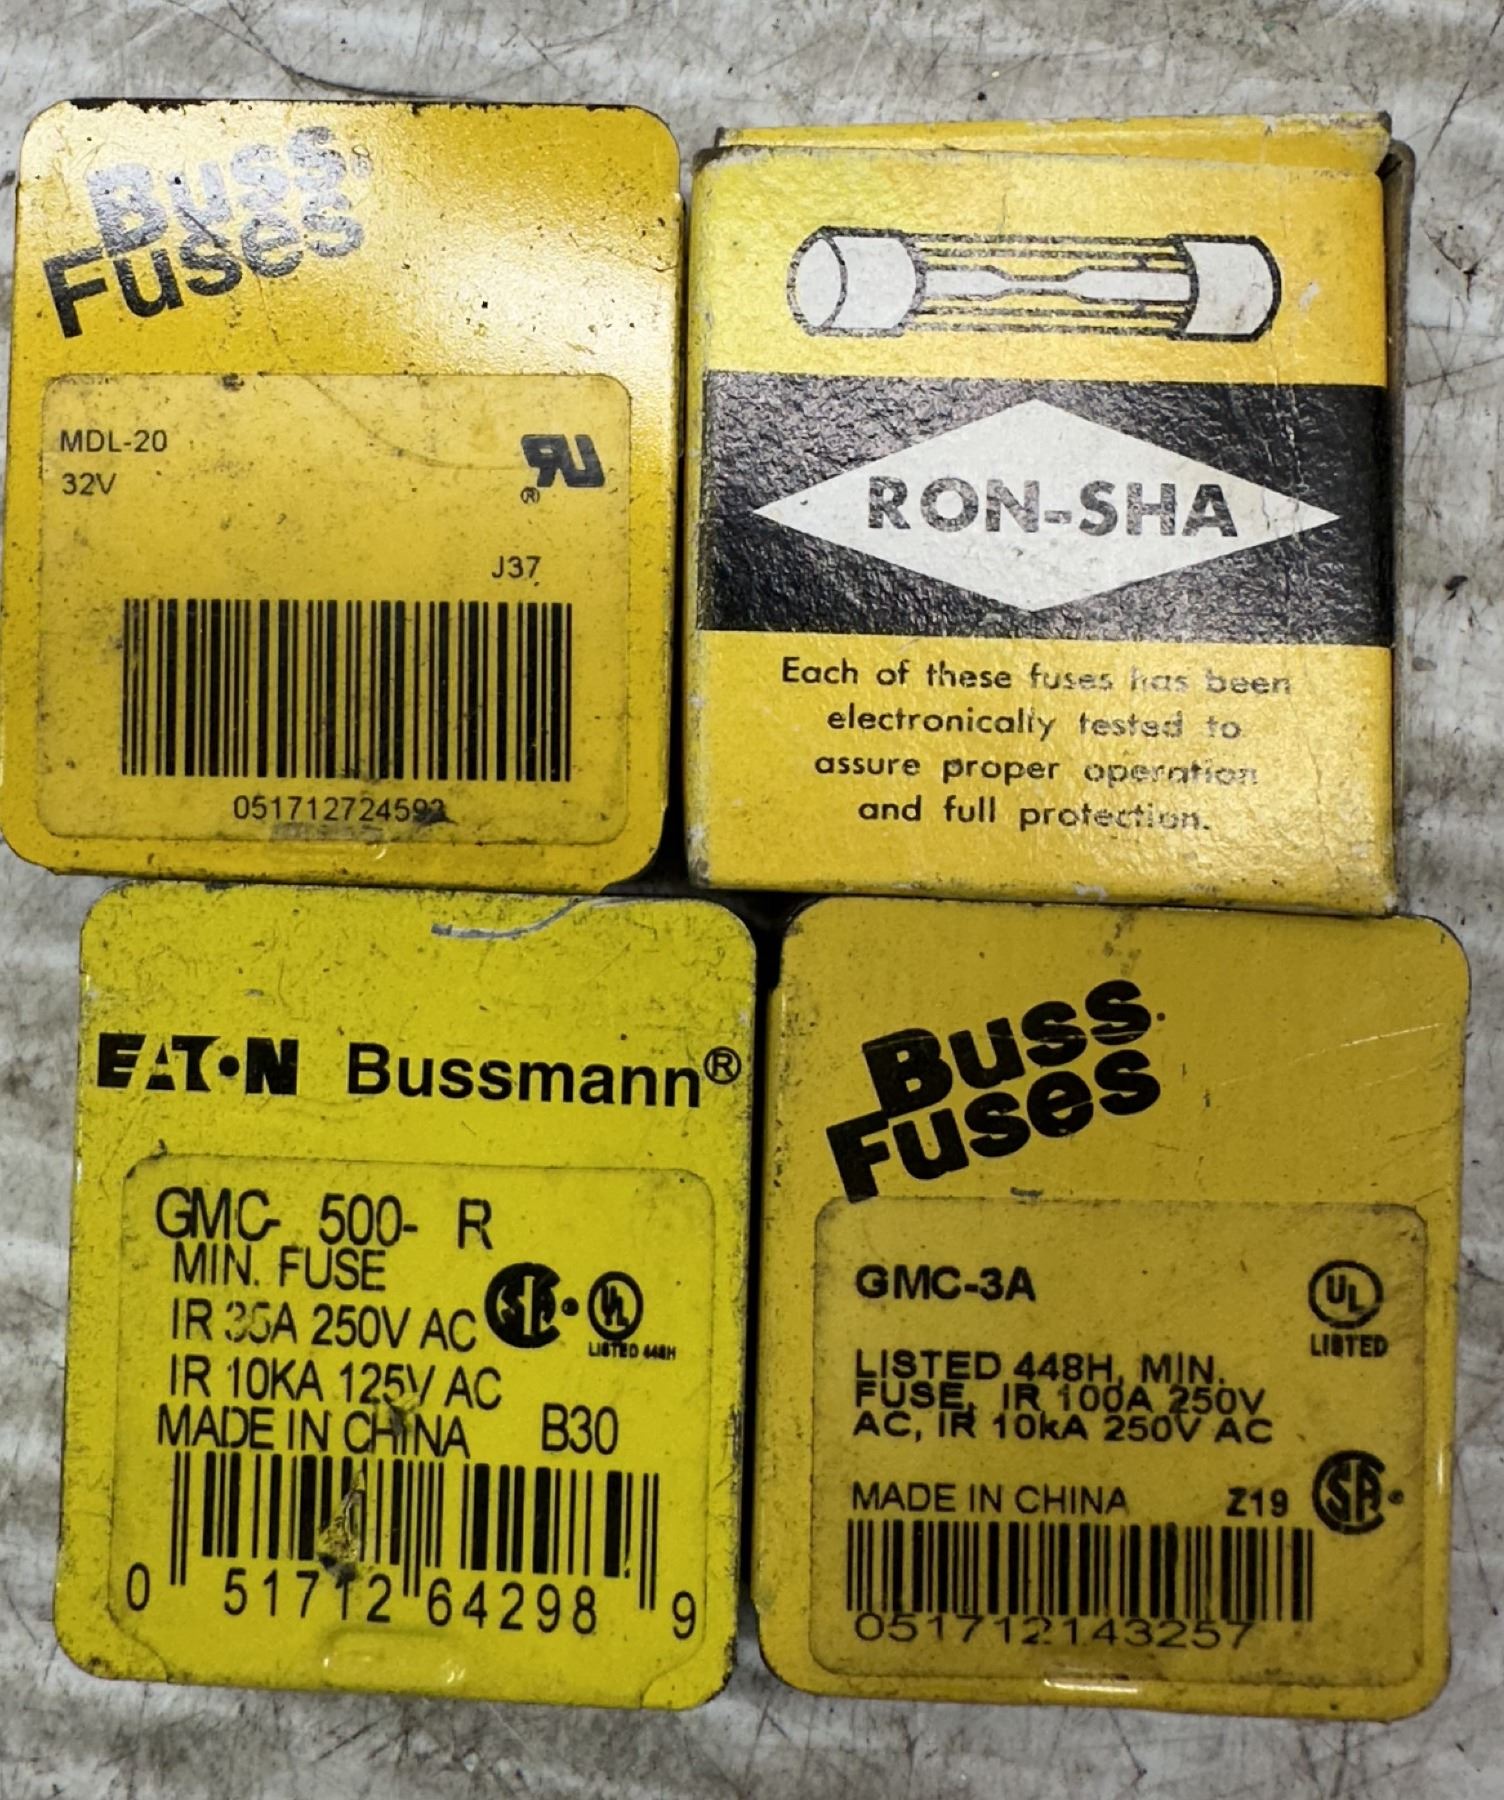 Buss.
Fuses
MDL-20
32V
®
J37
051712724593
RON-SHA
Each of these fuses has been
electronically tested to
assure proper operation
and full protection.
EATON Bussmann®
GMC- 500- R
MIN. FUSE
IR 35A 250V AC
IR 10KA 125V AC
LISTED 448H
MADE IN CHINA B30
0 51712 64298 9
Buss.
Fuses
GMC-3A
UL
LISTED
LISTED 448H, MIN.
FUSE, IR 100A 250V
AC, IR 10kA 250V AC
MADE IN CHINA Z19
051712143257